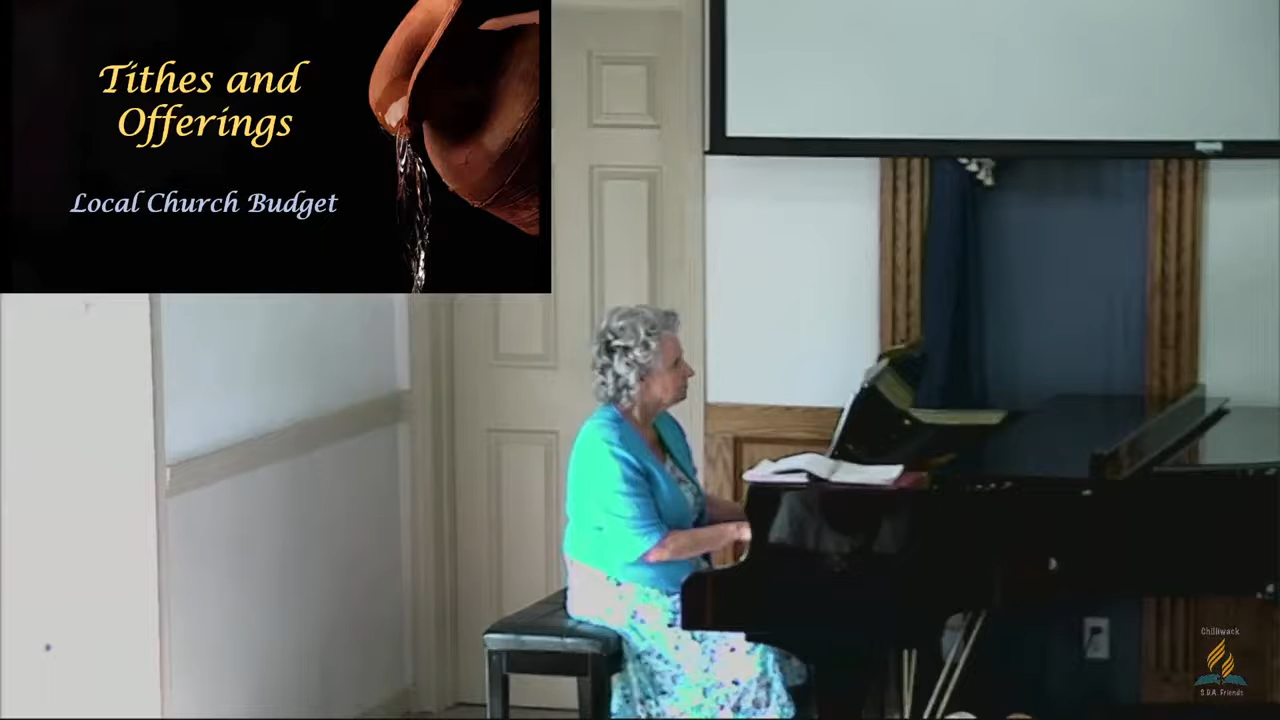 Tithes and
Offerings
Local Church Budget
Chilliwack
S.D.A. Friends